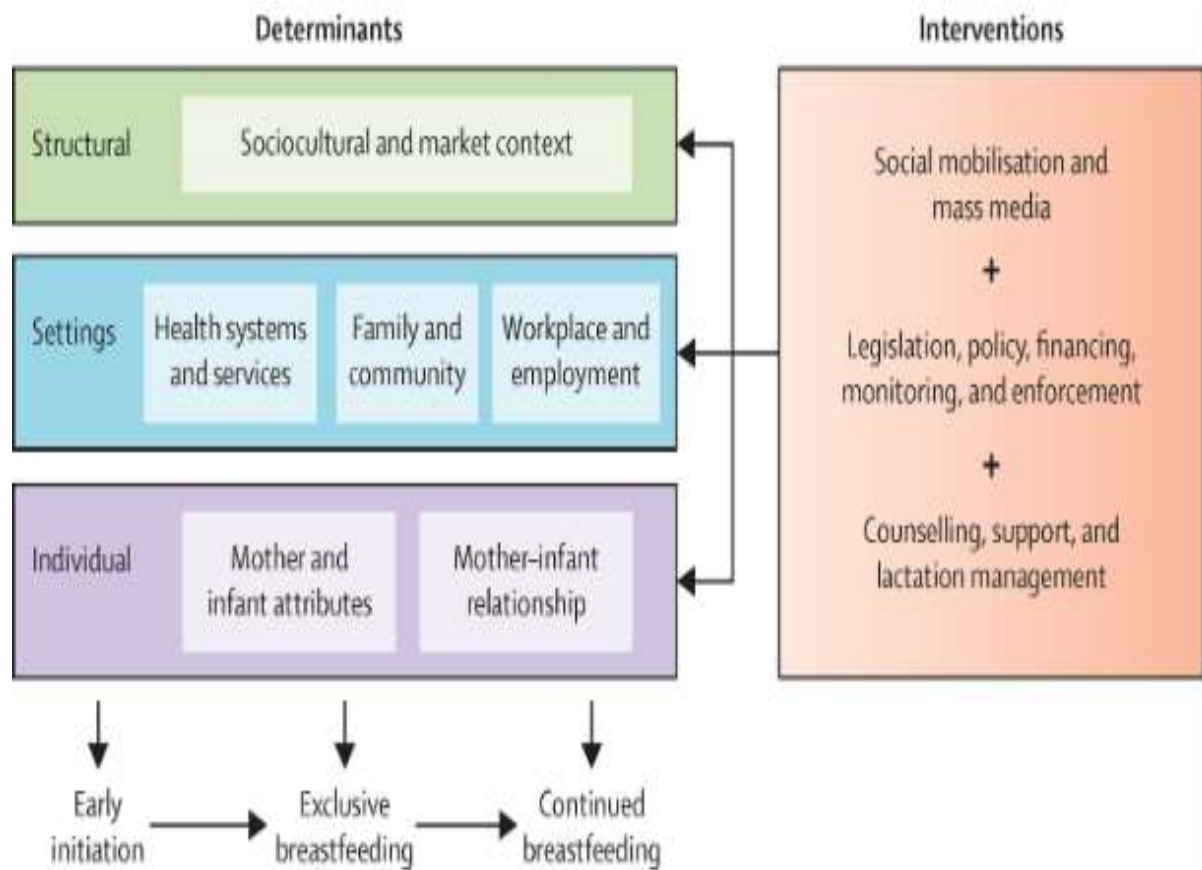 Determinants
Interventions
Structural
Sociocultural and market context
Settings
Health systems
and services
Family and
community
Workplace and
employment
Individual
Mother and
infant attributes
Mother–infant
relationship
Early
initiation
Exclusive
breastfeeding
Continued
breastfeeding
Social mobilisation and
mass media
+
Legislation, policy, financing,
monitoring, and enforcement
+
Counselling, support, and
lactation management